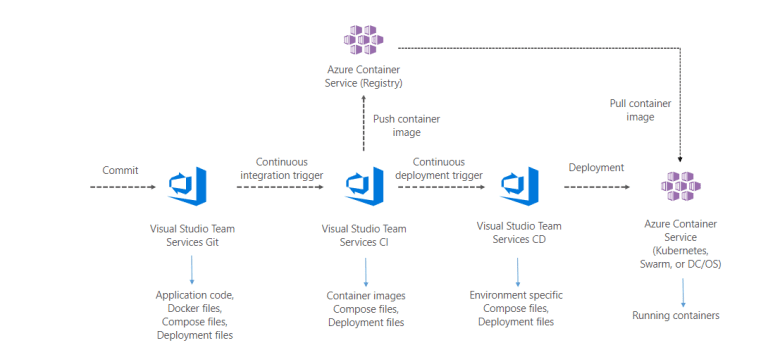 Azure Container
Service (Registry)
Push container
image
Pull container
image
Commit
Continuous
integration trigger
Continuous
deployment trigger
Deployment
Visual Studio Team
Services Git
Visual Studio Team
Services CI
Visual Studio Team
Services CD
Azure Container
Service
(Kubernetes,
Swarm, or DC/OS)
Application code,
Docker files,
Compose files,
Deployment files
Container images
Compose files,
Deployment files
Environment specific
Compose files,
Deployment files
Running containers